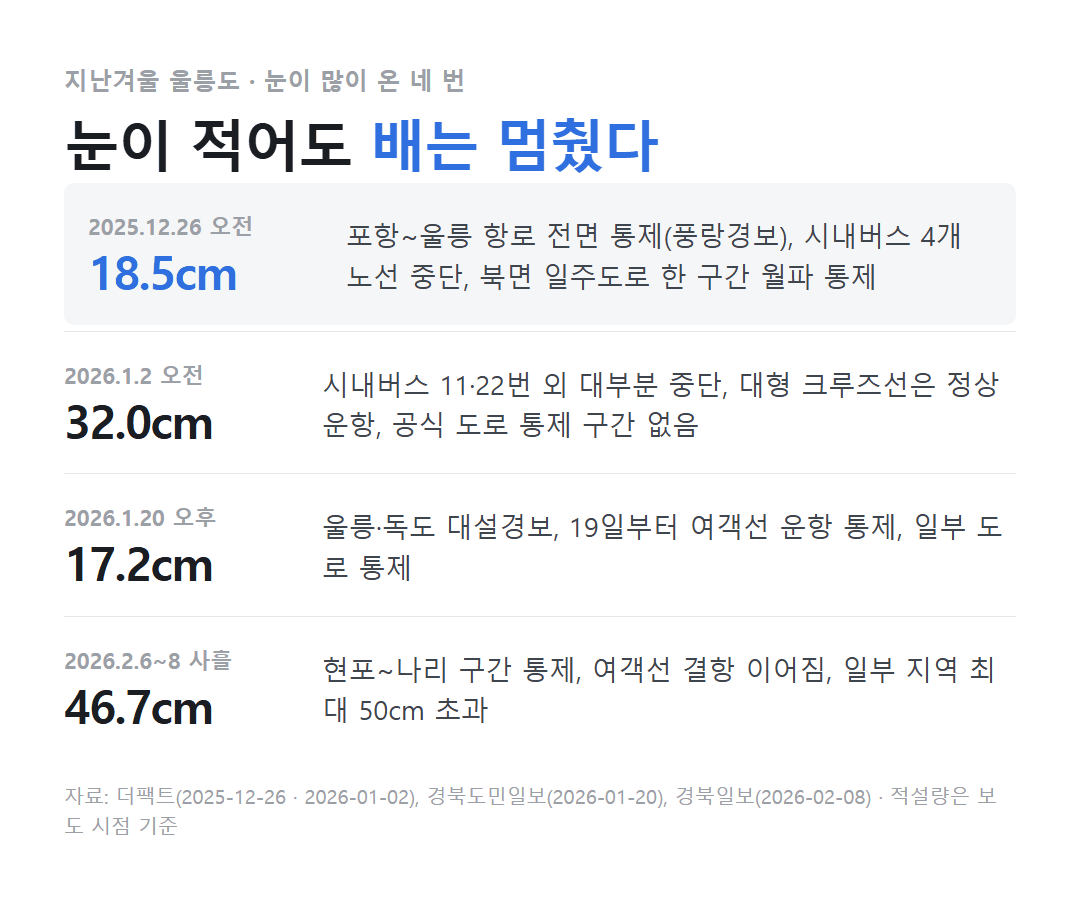 지난겨울 울릉도 · 눈이 많이 온 네 번
눈이 적어도 배는 멈췄다
2025.12.26 오전
18.5cm
포항~울릉 항로 전면 통제(풍랑경보), 시내버스 4개
노선 중단, 북면 일주도로 한 구간 월파 통제
2026.1.2 오전
32.0cm
시내버스 11·22번 외 대부분 중단, 대형 크루즈선은 정상
운항, 공식 도로 통제 구간 없음
2026.1.20 오후
17.2cm
울릉·독도 대설경보, 19일부터 여객선 운항 통제, 일부 도
로 통제
2026.2.6~8 사흘
46.7cm
현포~나리 구간 통제, 여객선 결항 이어짐, 일부 지역 최
대 50cm 초과
자료: 더팩트(2025-12-26 · 2026-01-02), 경북도민일보(2026-01-20), 경북일보(2026-02-08) · 적설량은 보
도 시점 기준